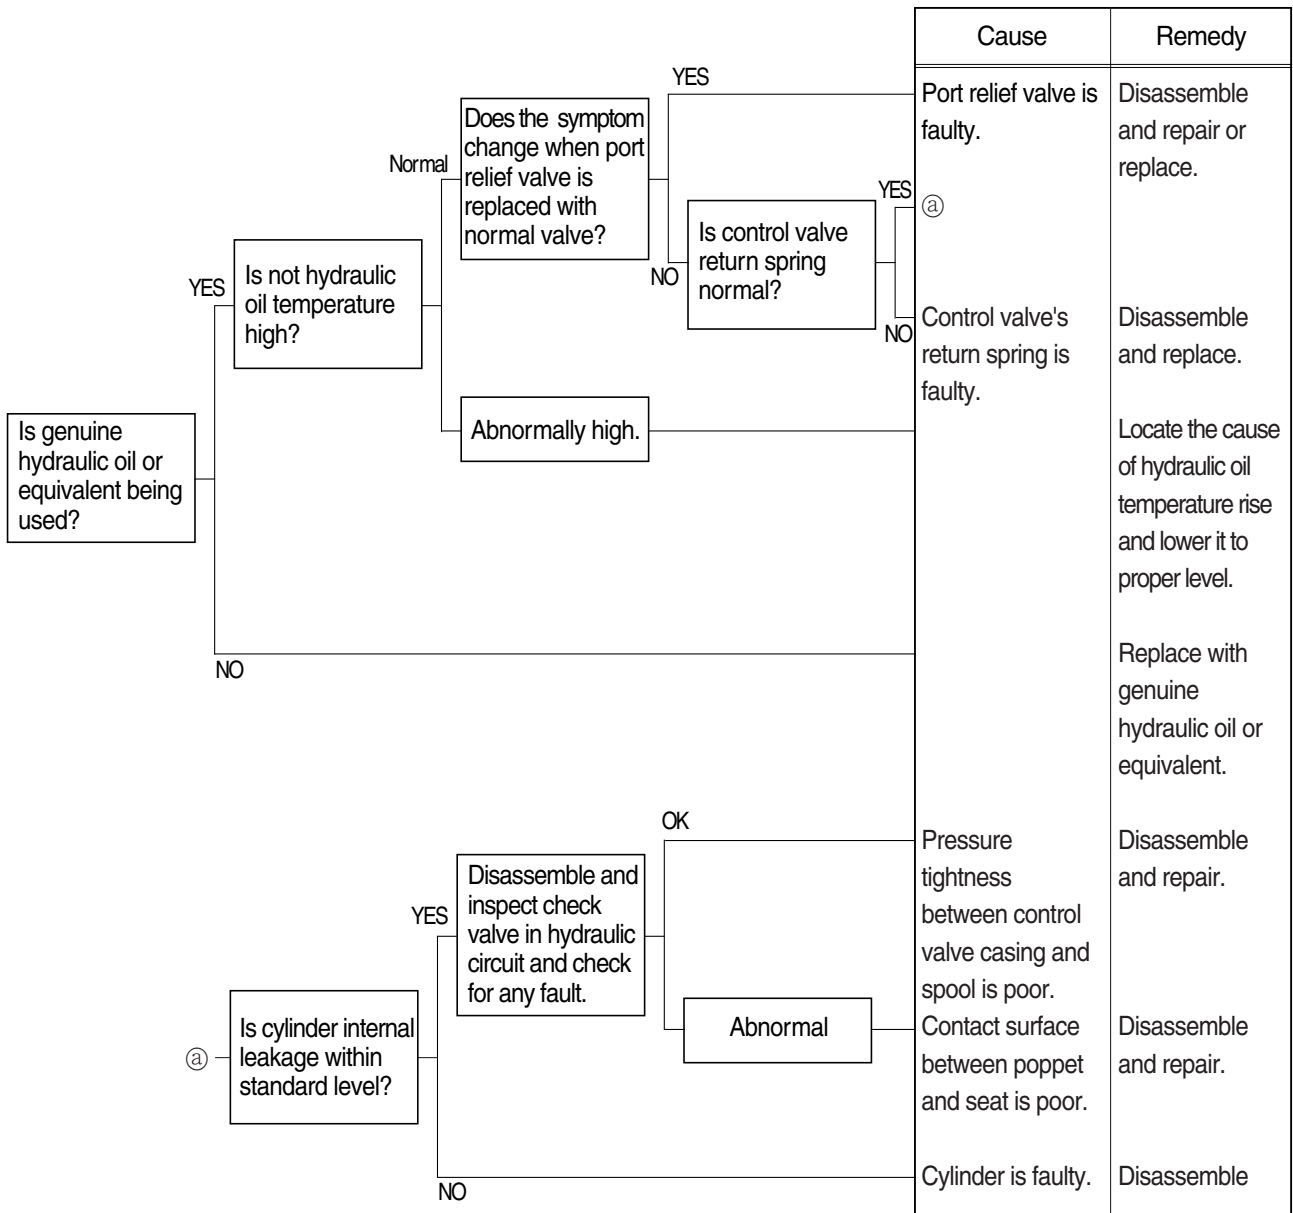 Cause
Remedy
YES
Port relief valve is
faulty.
Disassemble
and repair or
replace.
Does the symptom
change when port
relief valve is
replaced with
normal valve?
Normal
YES
ⓐ
Is control valve
return spring
normal?
NO
Is not hydraulic
oil temperature
high?
YES
NO
Control valve's
return spring is
faulty.
Disassemble
and replace.
Abnormally high.
Is genuine
hydraulic oil or
equivalent being
used?
Locate the cause
of hydraulic oil
temperature rise
and lower it to
proper level.
NO
Replace with
genuine
hydraulic oil or
equivalent.
OK
Pressure
tightness
between control
valve casing and
spool is poor.
Disassemble
and repair.
Disassemble and
inspect check
valve in hydraulic
circuit and check
for any fault.
YES
Abnormal
Contact surface
between poppet
and seat is poor.
Disassemble
and repair.
ⓐ
Is cylinder internal
leakage within
standard level?
NO
Cylinder is faulty.
Disassemble